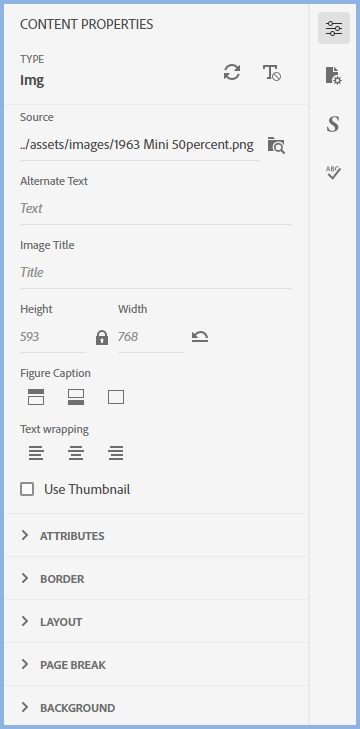 CONTENT PROPERTIES
TYPE
Img
Source
../assets/images/1963 Mini 50percent.png
Alternate Text
Text
Image Title
Title
Height Width
593 768
Figure Caption
Text wrapping
Use Thumbnail
ATTRIBUTES
BORDER
LAYOUT
PAGE BREAK
BACKGROUND
S
ABC